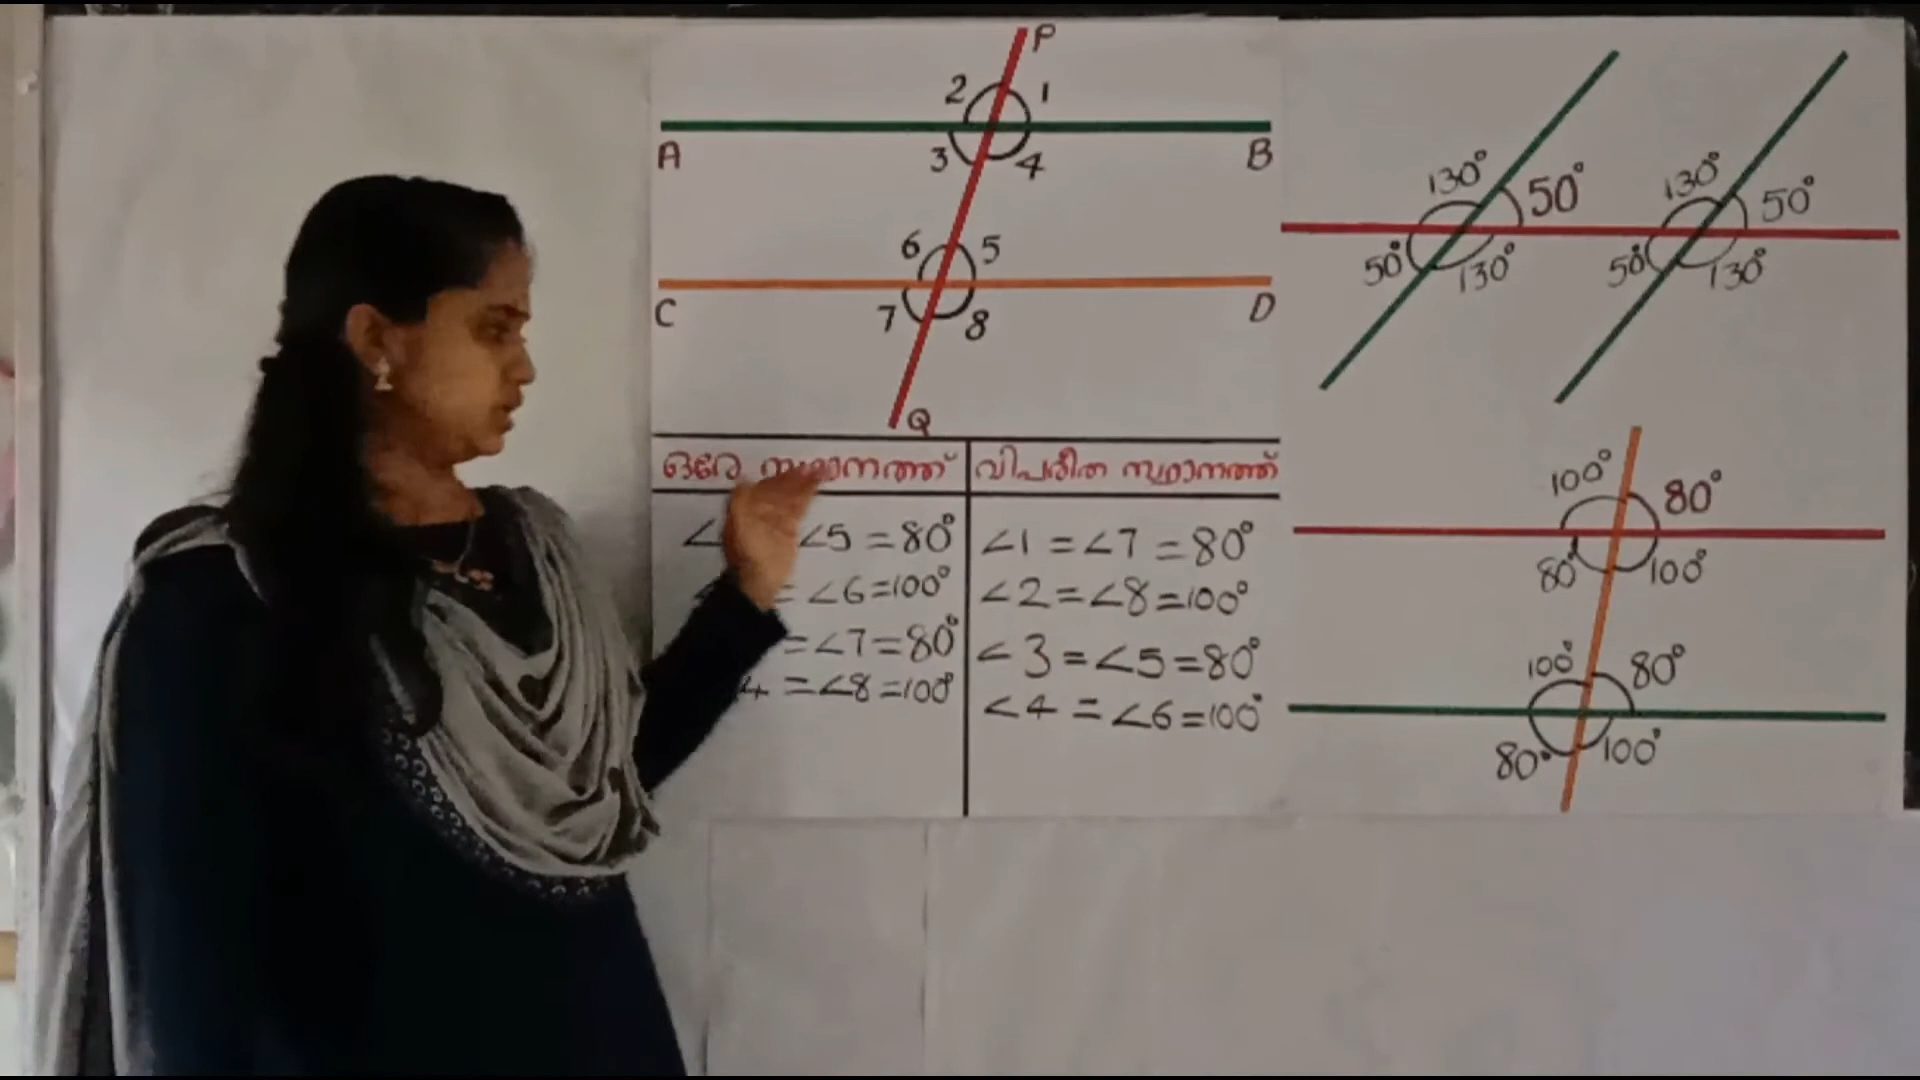 P
2 1
A B
3 4
6 5
C D
7 8
Q
ഒരേ സ്ഥാനത്ത്
∠5 = 80°
= ∠6 = 100°
= ∠7 = 80°
4 = ∠8 = 100°
വിപരീത സ്ഥാനത്ത്
∠1 = ∠7 = 80°
∠2 = ∠8 = 100°
∠3 = ∠5 = 80°
∠4 = ∠6 = 100°
130° 50° 130° 50°
50° 130° 50° 130°
100° 80°
80° 100°
100° 80°
80° 100°